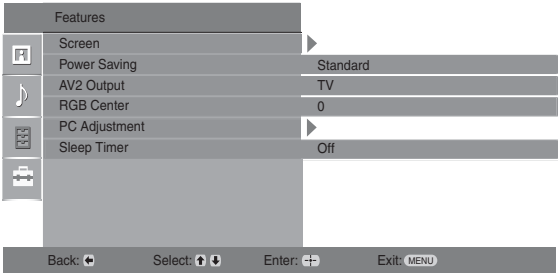 Features
Screen
Power Saving Standard
AV2 Output TV
RGB Center 0
PC Adjustment
Sleep Timer Off
Back: Select: Enter: Exit: MENU